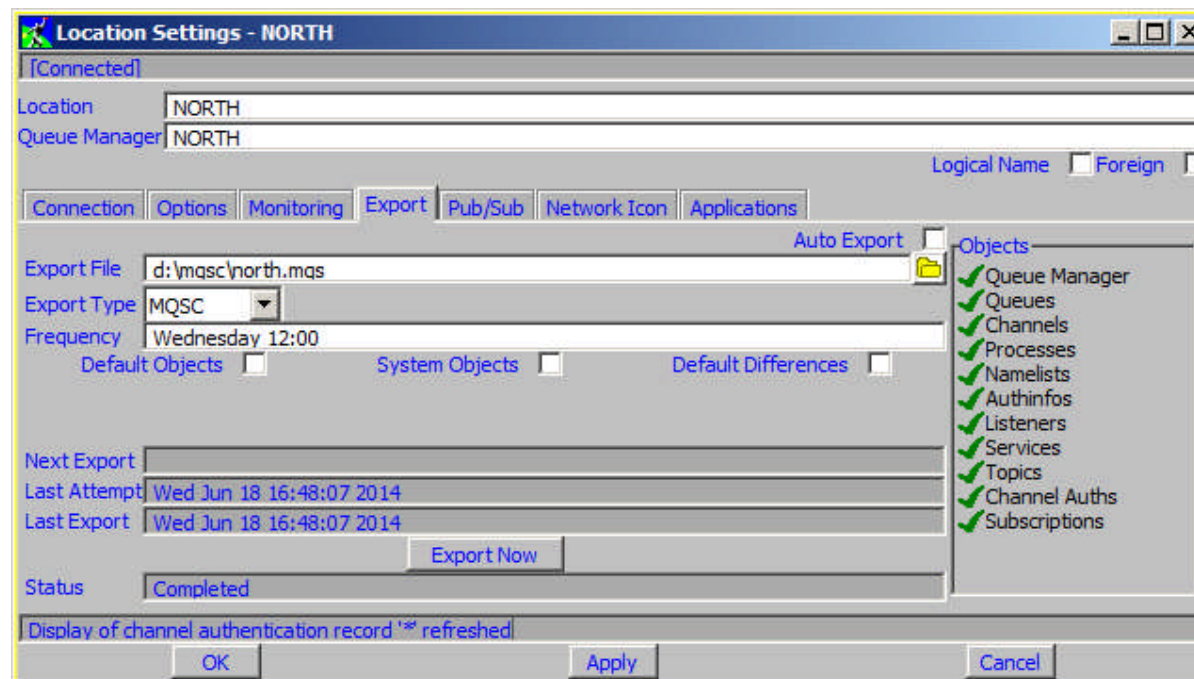 Location Settings - NORTH
[Connected]
Location NORTH
Queue Manager NORTH
Logical Name Foreign
Connection Options Monitoring Export Pub/Sub Network Icon Applications
Auto Export
Export File d:\mqsc\north.mqs
Export Type MQSC
Frequency Wednesday 12:00
Default Objects System Objects Default Differences
Next Export
Last Attempt Wed Jun 18 16:48:07 2014
Last Export Wed Jun 18 16:48:07 2014
Export Now
Status Completed
Objects
Queue Manager
Queues
Channels
Processes
Namelists
Authinfos
Listeners
Services
Topics
Channel Auths
Subscriptions
Display of channel authentication record '*' refreshed
OK Apply Cancel